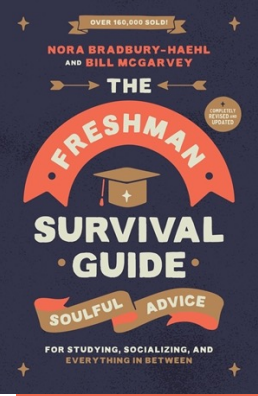 OVER 160,000 SOLD!
NORA BRADBURY-HAEHL
AND BILL McGARVEY
THE
FRESHMAN
COMPLETELY
REVISED AND
UPDATED
SURVIVAL
GUIDE
SOULFUL ADVICE
FOR STUDYING, SOCIALIZING, AND
EVERYTHING IN BETWEEN